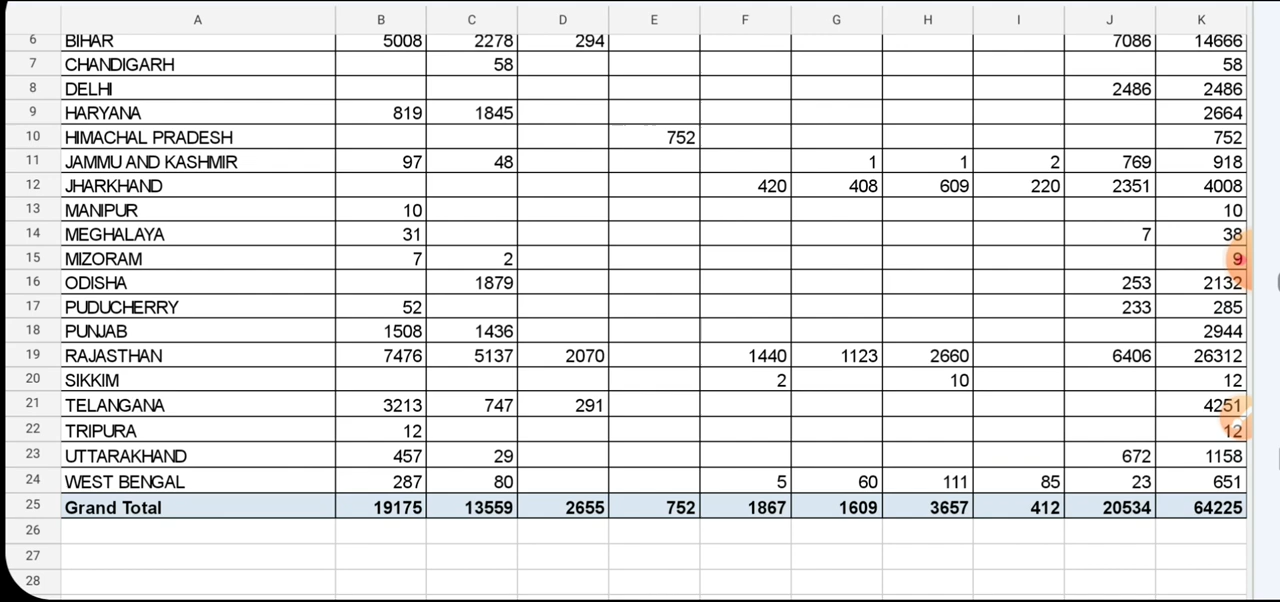 A B C D E F G H I J K
6 BIHAR 5008 2278 294 7086 14666
7 CHANDIGARH 58 58
8 DELHI 2486 2486
9 HARYANA 819 1845 2664
10 HIMACHAL PRADESH 752 752
11 JAMMU AND KASHMIR 97 48 1 1 2 769 918
12 JHARKHAND 420 408 609 220 2351 4008
13 MANIPUR 10 10
14 MEGHALAYA 31 7 38
15 MIZORAM 7 2 9
16 ODISHA 1879 253 2132
17 PUDUCHERRY 52 233 285
18 PUNJAB 1508 1436 2944
19 RAJASTHAN 7476 5137 2070 1440 1123 2660 6406 26312
20 SIKKIM 2 10 12
21 TELANGANA 3213 747 291 4251
22 TRIPURA 12 12
23 UTTARAKHAND 457 29 672 1158
24 WEST BENGAL 287 80 5 60 111 85 23 651
25 Grand Total 19175 13559 2655 752 1867 1609 3657 412 20534 64225
26
27
28